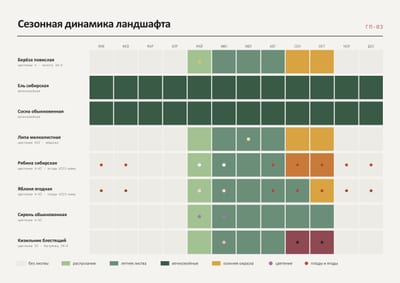 Сезонная динамика ландшафта
ГП-03
ЯНВ ФЕВ МАР АПР МАЙ ИЮН ИЮЛ АВГ СЕН ОКТ НОЯ ДЕК
Берёза повислая
Ель сибирская
вечнозелёная
Сосна обыкновенная
вечнозелёная
Липа мелколистная
Рябина сибирская
Яблоня ягодная
Сирень обыкновенная
Кизильник блестящий
без листвы распускание летняя листва вечнозелёные осенняя окраска цветение плоды и ягоды